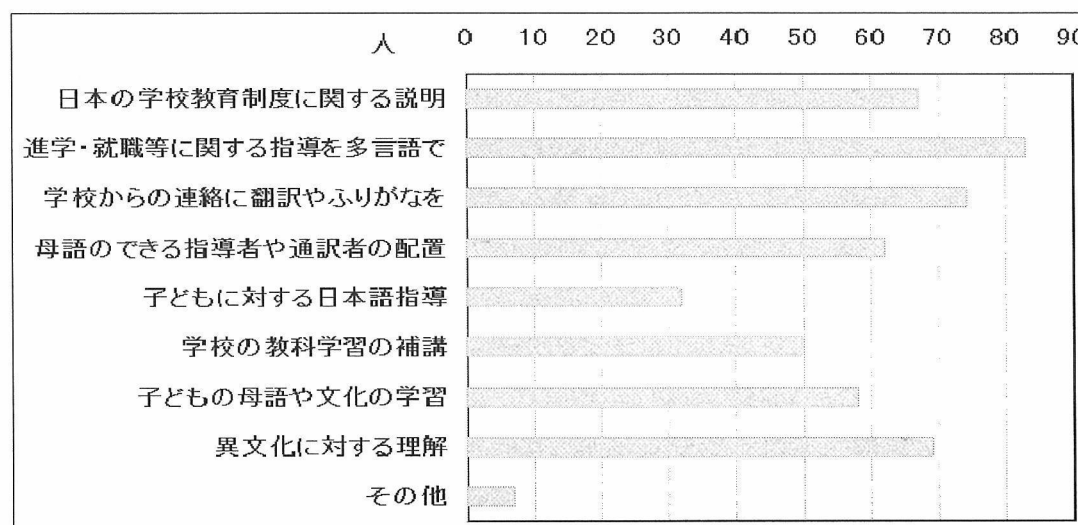 人 0 10 20 30 40 50 60 70 80 90
日本の学校教育制度に関する説明
進学・就職等に関する指導を多言語で
学校からの連絡に翻訳やふりがなを
母語のできる指導者や通訳者の配置
子どもに対する日本語指導
学校の教科学習の補講
子どもの母語や文化の学習
異文化に対する理解
その他